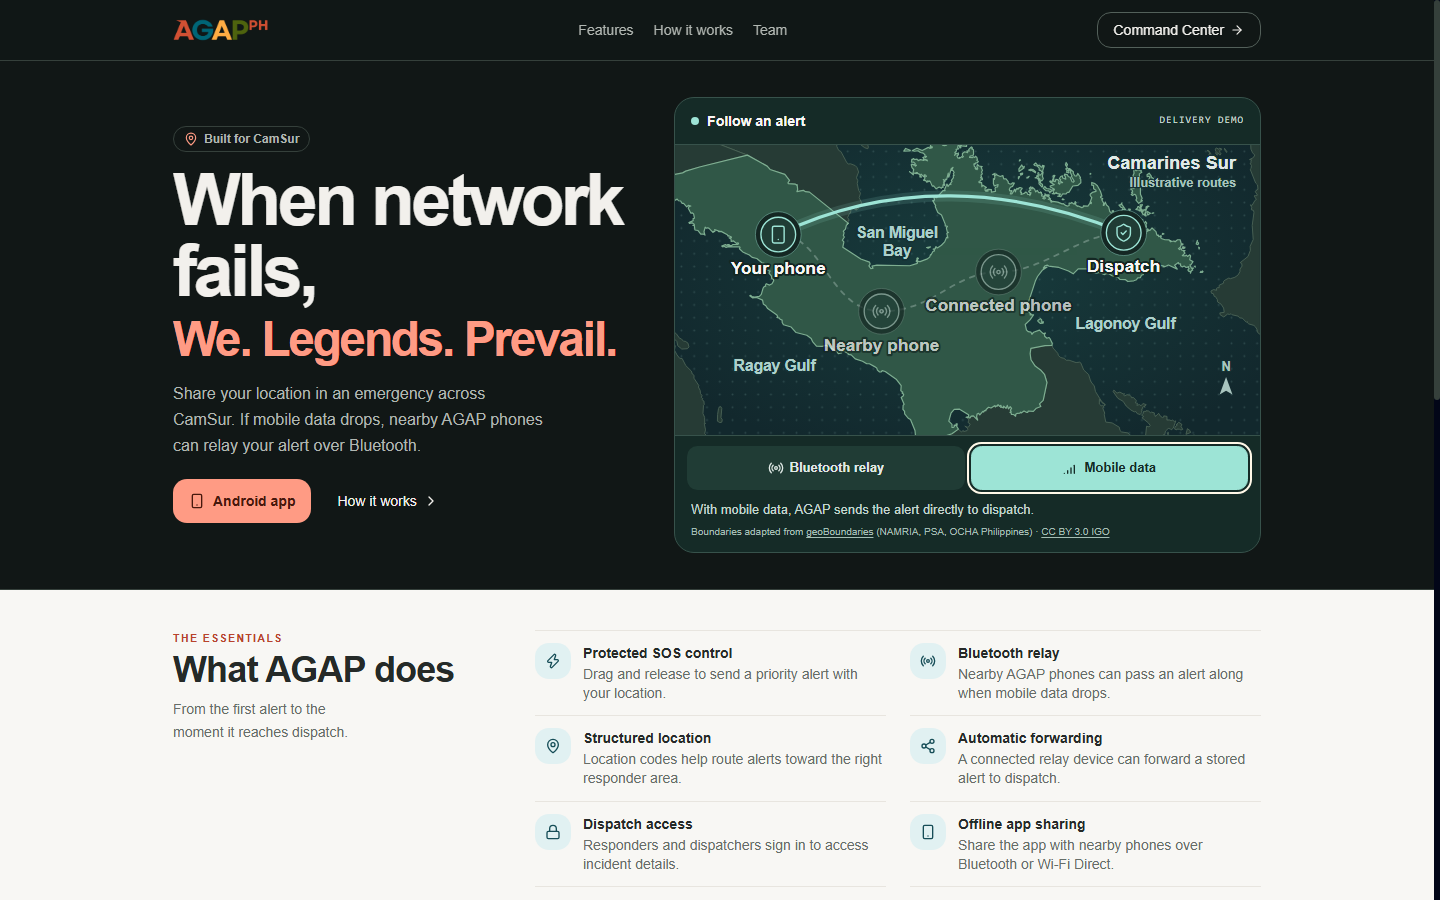 AGAPPH
Features
How it works
Team
Command Center
Built for CamSur
When network
fails,
We. Legends. Prevail.
Share your location in an emergency across
CamSur. If mobile data drops, nearby AGAP phones
can relay your alert over Bluetooth.
Android app
How it works
Follow an alert
DELIVERY DEMO
Camarines Sur
Illustrative routes
San Miguel
Bay
Your phone
Dispatch
Connected phone
Nearby phone
Lagonoy Gulf
Ragay Gulf
N
Bluetooth relay
Mobile data
With mobile data, AGAP sends the alert directly to dispatch.
Boundaries adapted from geoBoundaries (NAMRIA, PSA, OCHA Philippines) · CC BY 3.0 IGO
THE ESSENTIALS
What AGAP does
From the first alert to the
moment it reaches dispatch.
Protected SOS control
Drag and release to send a priority alert with
your location.
Bluetooth relay
Nearby AGAP phones can pass an alert along
when mobile data drops.
Structured location
Location codes help route alerts toward the right
responder area.
Automatic forwarding
A connected relay device can forward a stored
alert to dispatch.
Dispatch access
Responders and dispatchers sign in to access
incident details.
Offline app sharing
Share the app with nearby phones over
Bluetooth or Wi-Fi Direct.